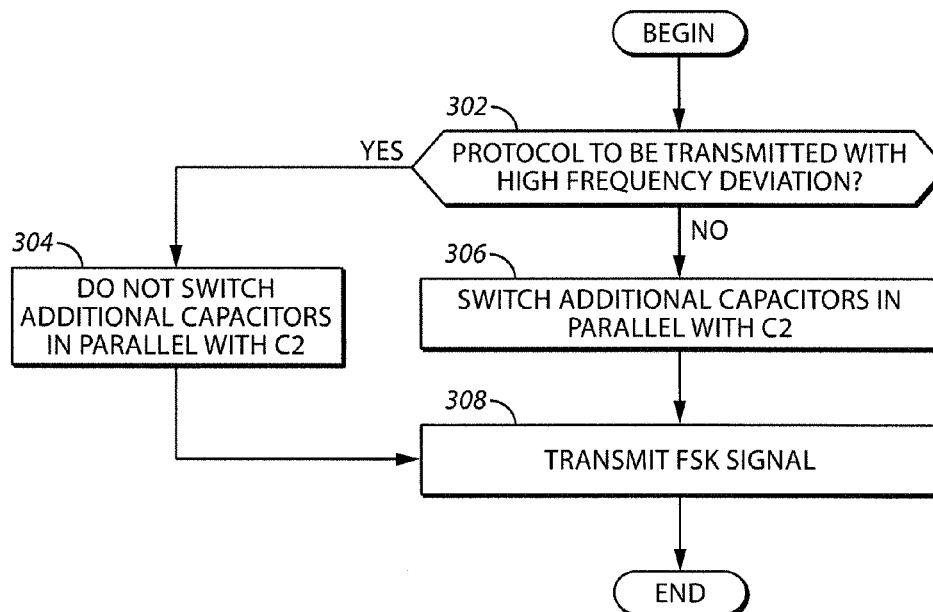 BEGIN
302
YES
PROTOCOL TO BE TRANSMITTED WITH
HIGH FREQUENCY DEVIATION?
NO
304
DO NOT SWITCH
ADDITIONAL CAPACITORS
IN PARALLEL WITH C2
306
SWITCH ADDITIONAL CAPACITORS IN
PARALLEL WITH C2
308
TRANSMIT FSK SIGNAL
END